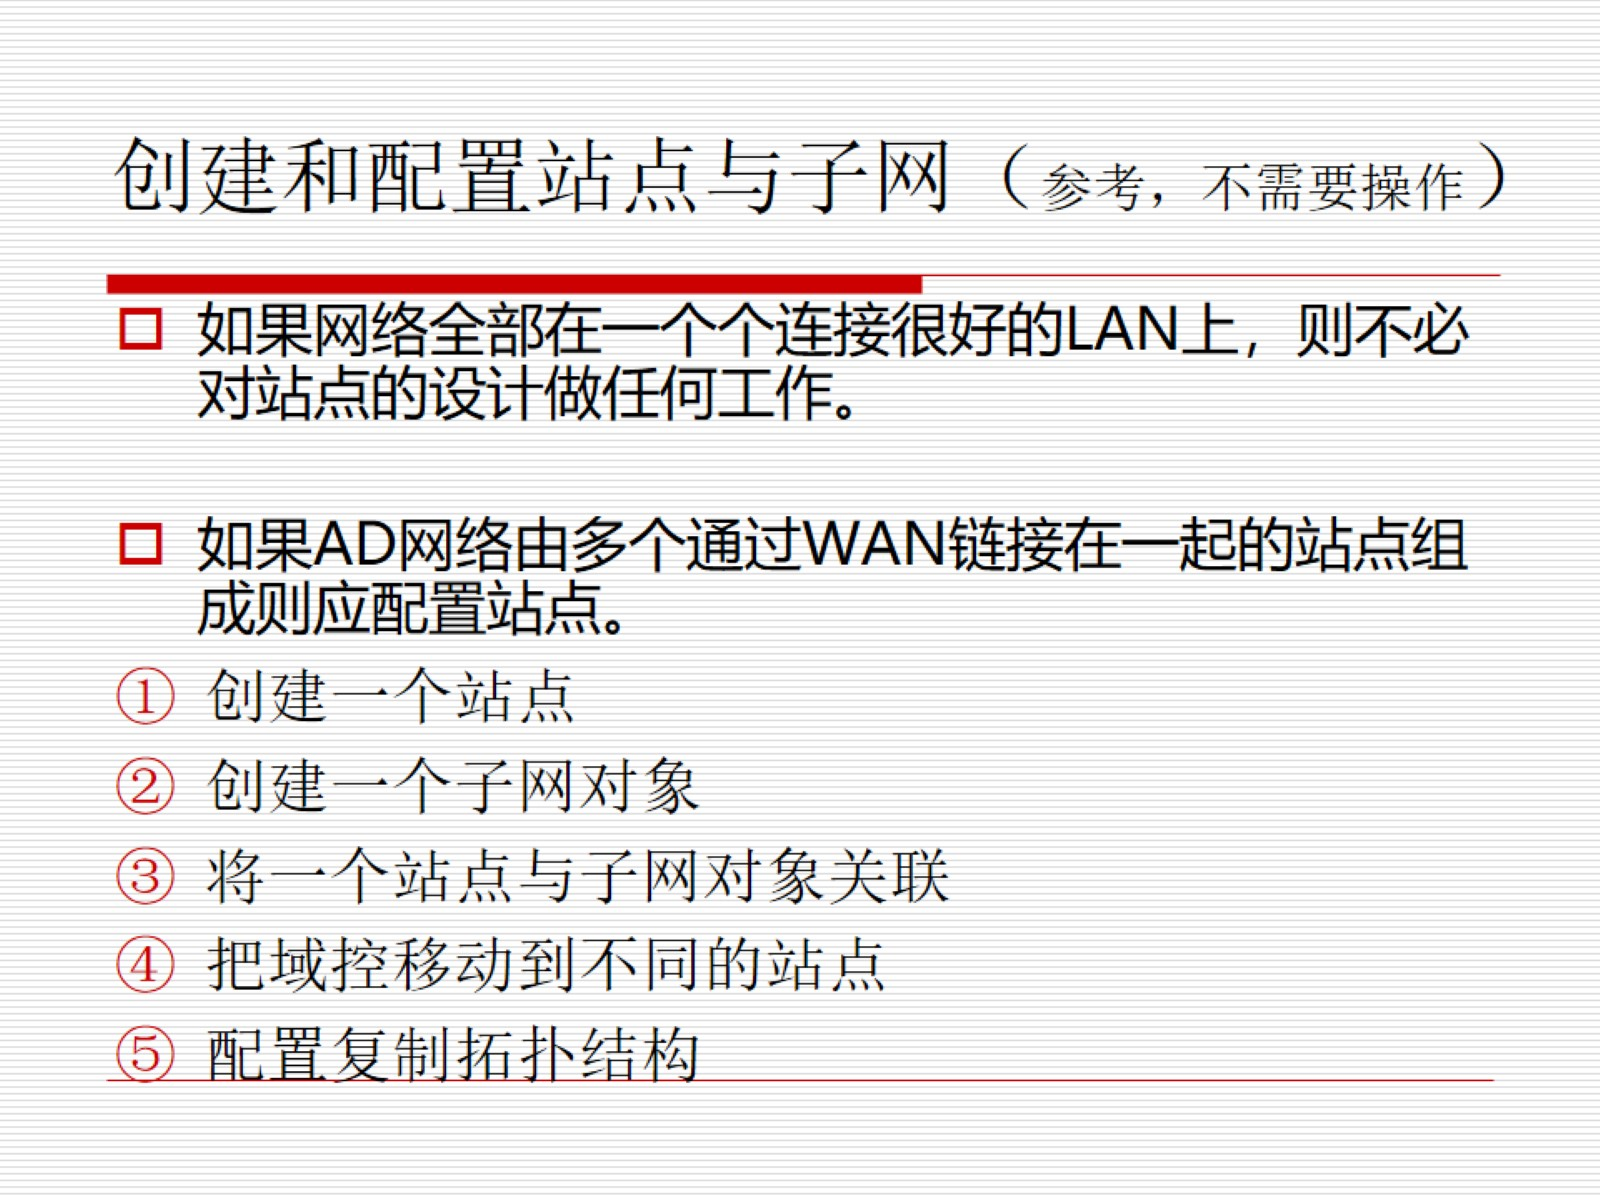 创建和配置站点与子网（参考，不需要操作）
如果网络全部在一个个连接很好的LAN上，则不必
对站点的设计做任何工作。
如果AD网络由多个通过WAN链接在一起的站点组
成则应配置站点。
① 创建一个站点
② 创建一个子网对象
③ 将一个站点与子网对象关联
④ 把域控移动到不同的站点
⑤ 配置复制拓扑结构